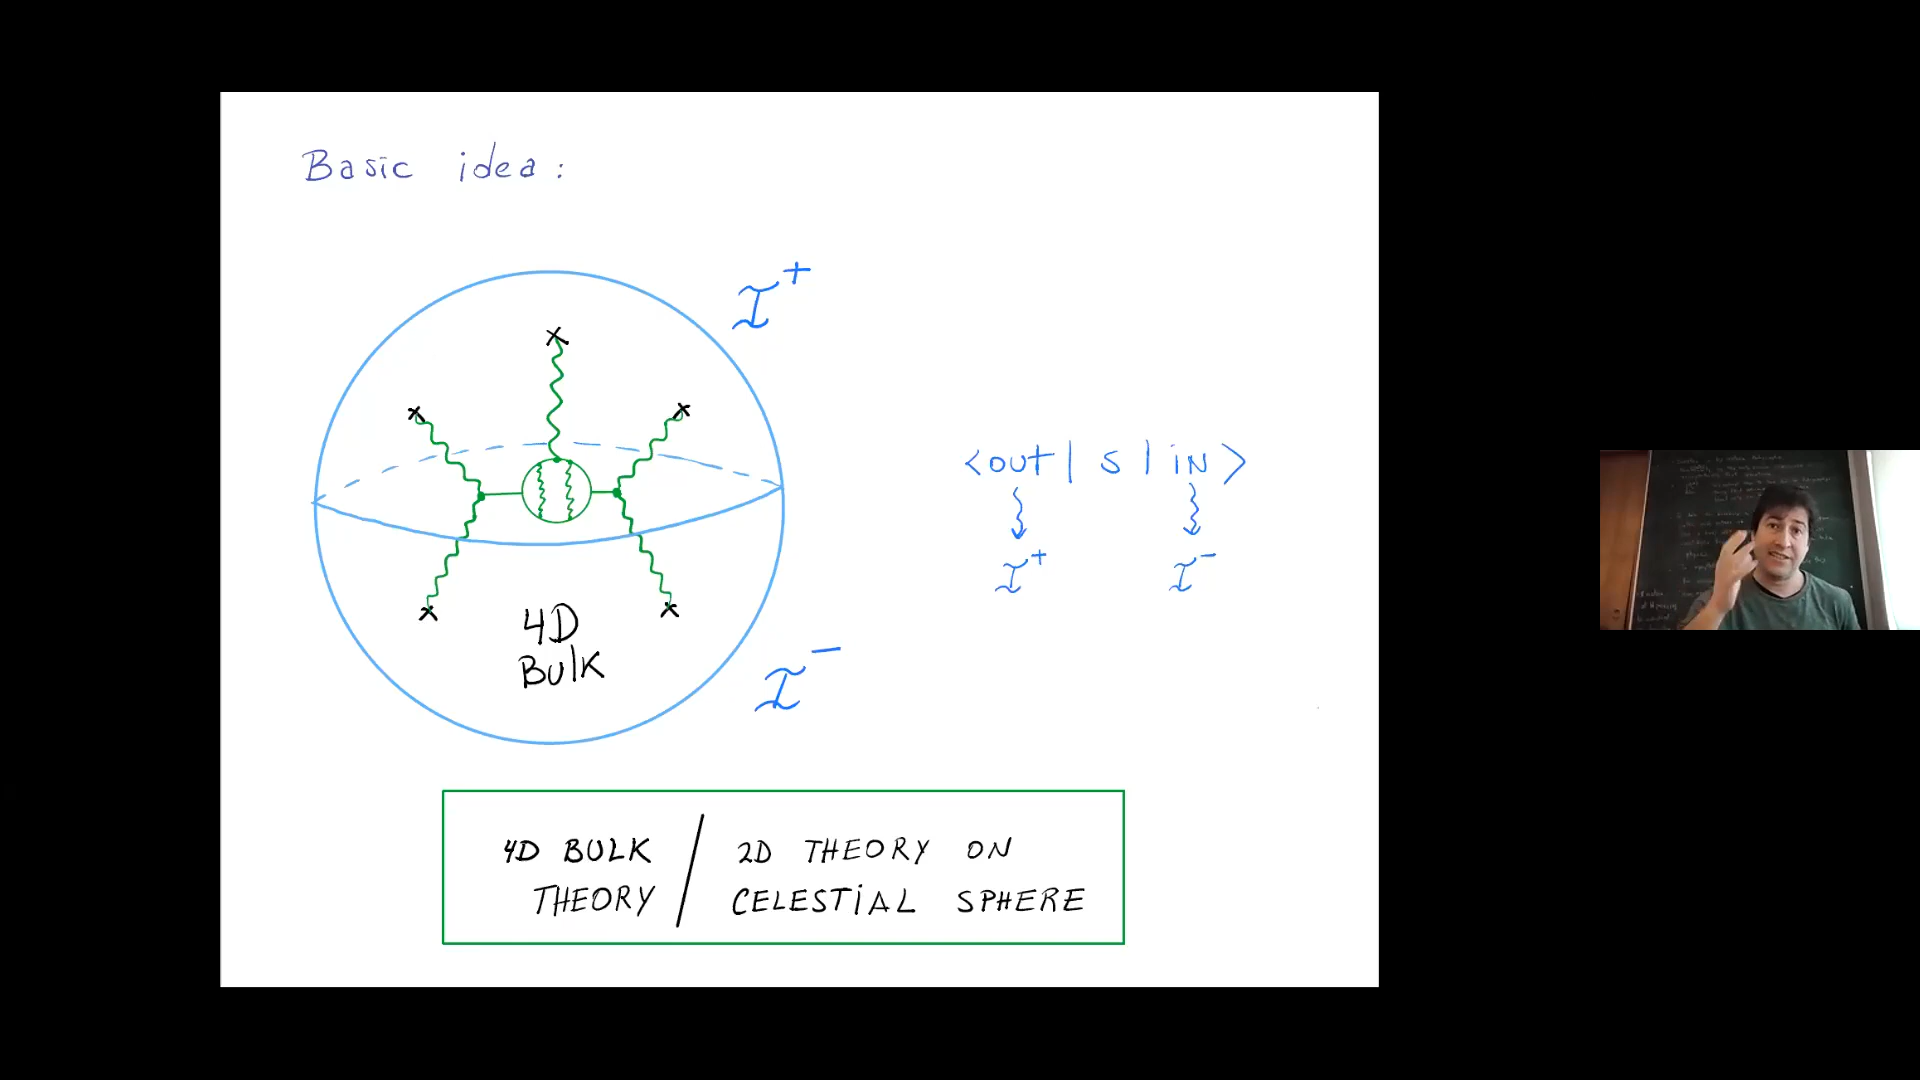 Basic idea:
I+
<OUT| S |IN>
I+
I-
4D
BULK
I-
4D BULK / 2D THEORY ON
THEORY CELESTIAL SPHERE